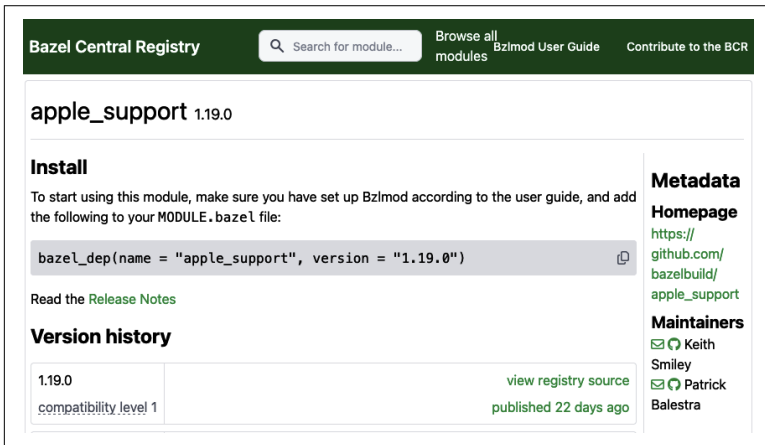 Bazel Central Registry
Search for module...
Browse all
modules
Bzlmod User Guide
Contribute to the BCR
apple_support 1.19.0
Install
To start using this module, make sure you have set up Bzlmod according to the user guide, and add
the following to your MODULE.bazel file:
bazel_dep(name = "apple_support", version = "1.19.0")
Read the Release Notes
Version history
1.19.0
view registry source
compatibility level 1
published 22 days ago
Metadata
Homepage
https://
github.com/
bazelbuild/
apple_support
Maintainers
Keith
Smiley
Patrick
Balestra